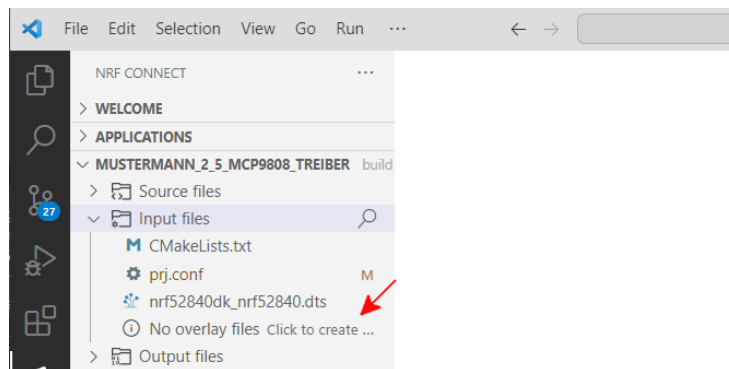 File Edit Selection View Go Run ···
NRF CONNECT ···
WELCOME
APPLICATIONS
MUSTERMANN_2_5_MCP9808_TREIBER build
Source files
Input files
M CMakeLists.txt
prj.conf M
nrf52840dk_nrf52840.dts
No overlay files Click to create ...
Output files
27